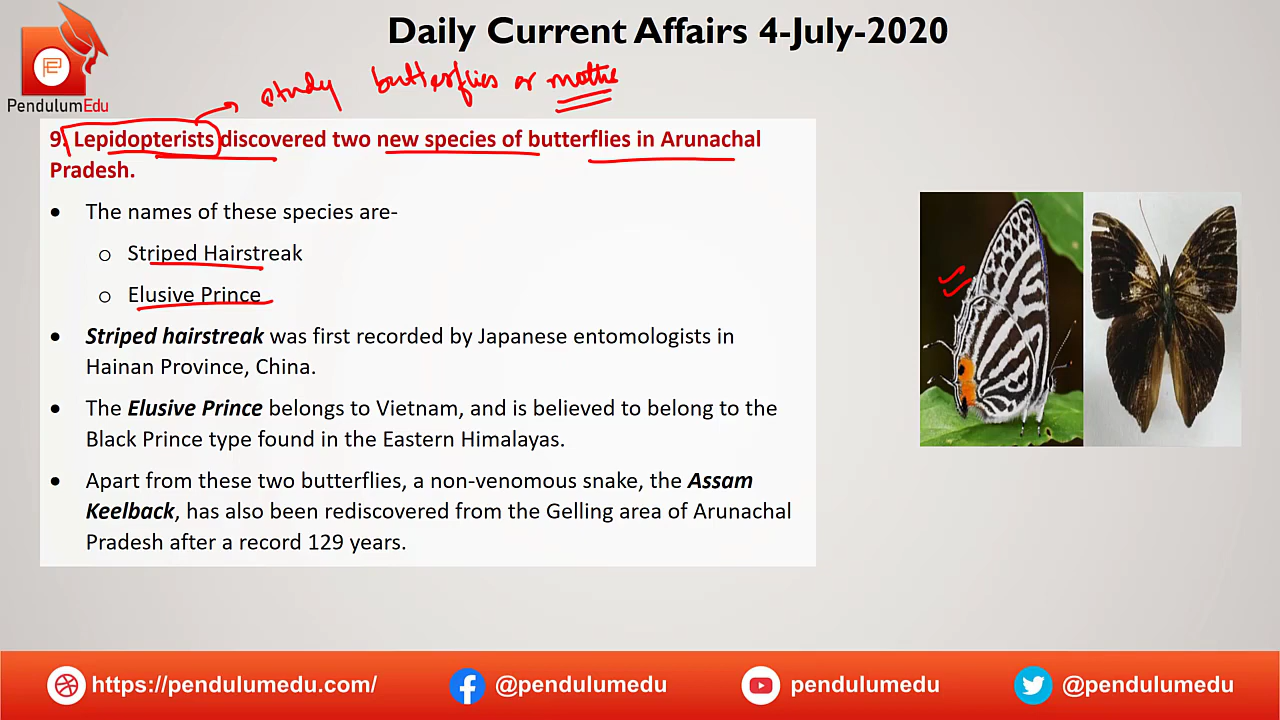 Daily Current Affairs 4-July-2020
PendulumEdu
study butterflies or moths
9. Lepidopterists discovered two new species of butterflies in Arunachal
Pradesh.
• The names of these species are-
o Striped Hairstreak
o Elusive Prince
• Striped hairstreak was first recorded by Japanese entomologists in
Hainan Province, China.
• The Elusive Prince belongs to Vietnam, and is believed to belong to the
Black Prince type found in the Eastern Himalayas.
• Apart from these two butterflies, a non-venomous snake, the Assam
Keelback, has also been rediscovered from the Gelling area of Arunachal
Pradesh after a record 129 years.
https://pendulumedu.com/ @pendulumedu pendulumedu @pendulumedu